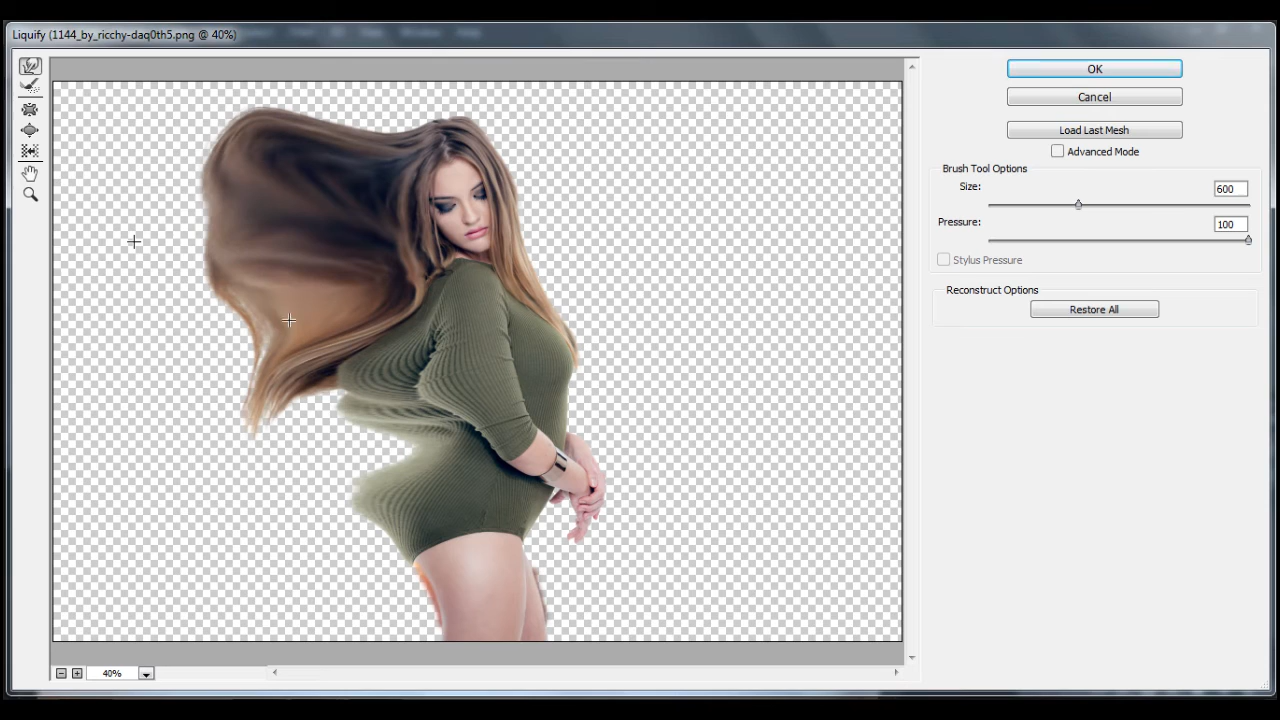 Liquify (1144_by_ricchy-daq0th5.png @ 40%)
OK
Cancel
Load Last Mesh
Advanced Mode
Brush Tool Options
Size:
600
Pressure:
100
Stylus Pressure
Reconstruct Options
Restore All
40%